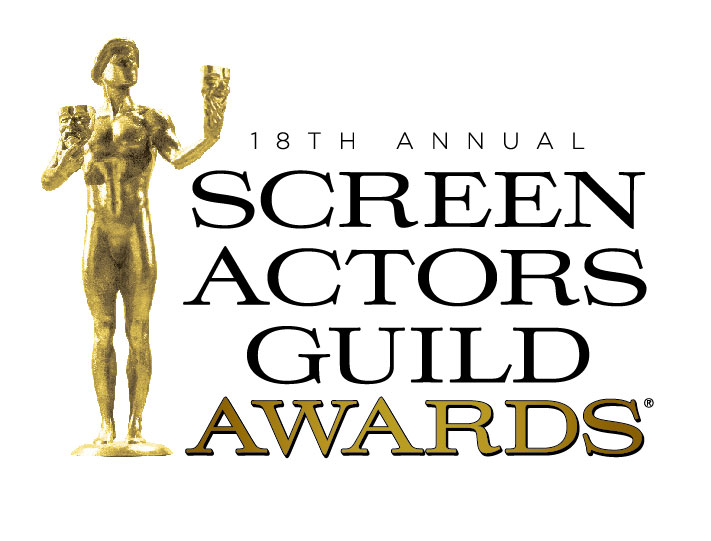 18TH ANNUAL
SCREEN
ACTORS
GUILD
AWARDS®